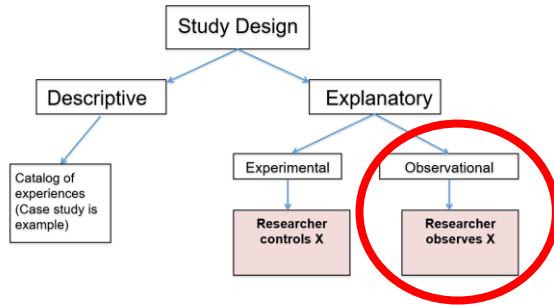 Study Design
Descriptive
Explanatory
Catalog of
experiences
(Case study is
example)
Experimental
Observational
Researcher
controls X
Researcher
observes X